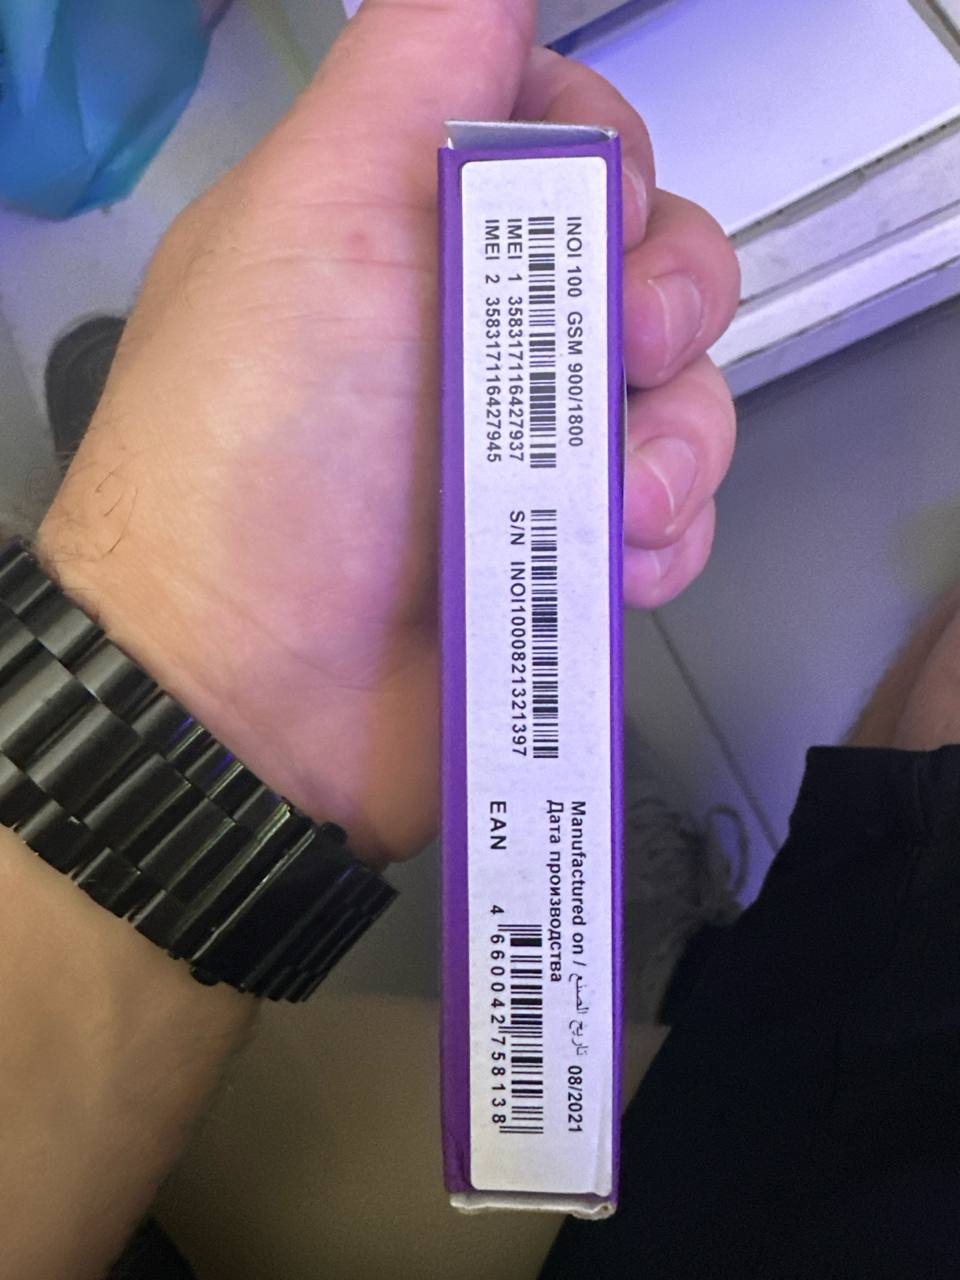 INOI 100 GSM 900/1800
IMEI 1 358317116427937
IMEI 2 358317116427945
S/N INOI1000821321397
Manufactured on / تاريخ الصنع 08/2021
Дата производства
EAN
4 660042 758138